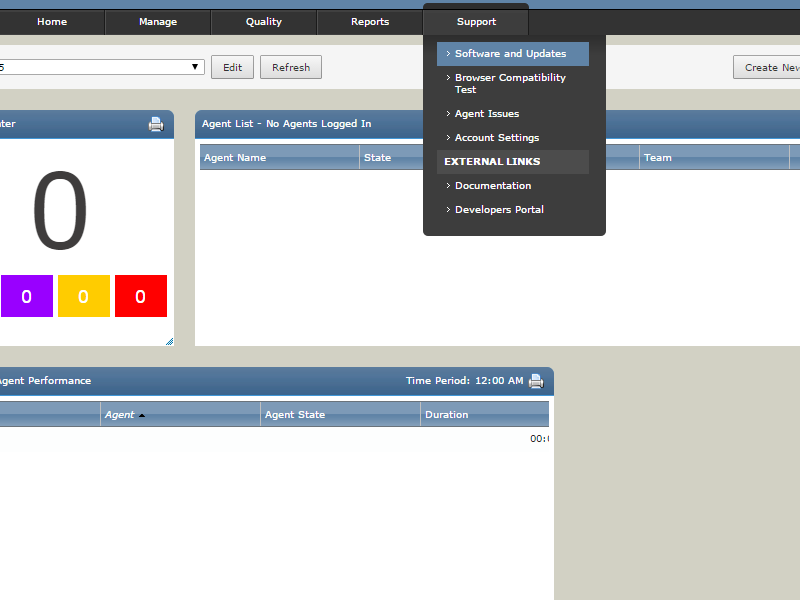 Home Manage Quality Reports Support
5 Edit Refresh Create New
Software and Updates
Browser Compatibility
Test
Agent Issues
Account Settings
EXTERNAL LINKS
Documentation
Developers Portal
nter
0
0 0 0
Agent List - No Agents Logged In
Agent Name State Team
Agent Performance Time Period: 12:00 AM
Agent Agent State Duration
00:0